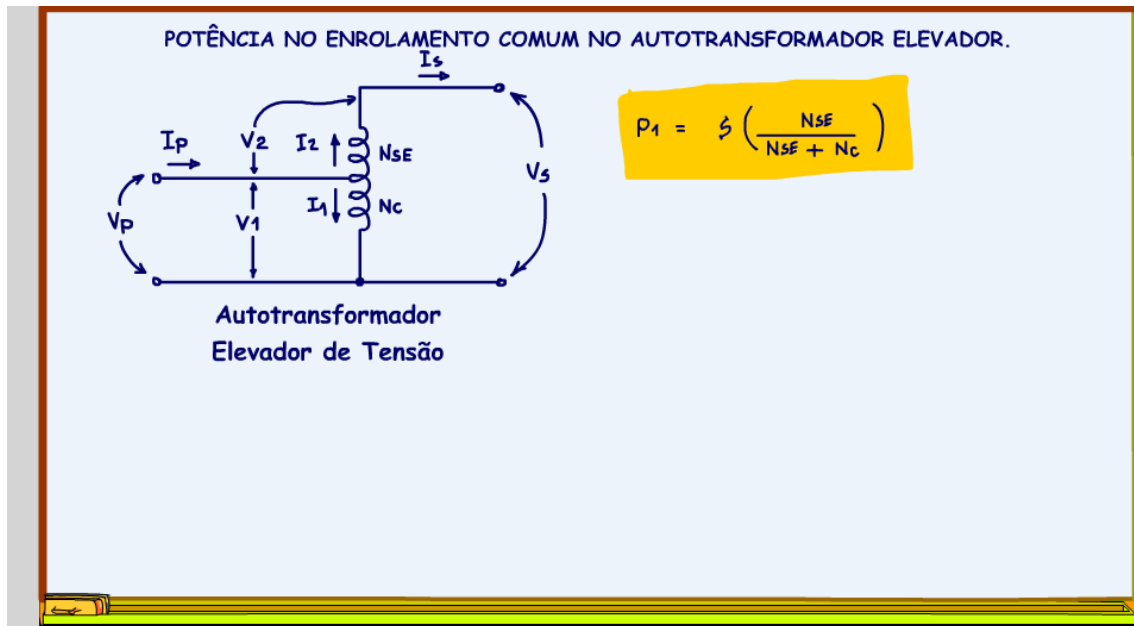 POTÊNCIA NO ENROLAMENTO COMUM NO AUTOTRANSFORMADOR ELEVADOR.
Is
Ip
V2
I2
NSE
Vs
Vp
V1
I1
Nc
P1 = S ( NSE / NSE + Nc )
Autotransformador
Elevador de Tensão